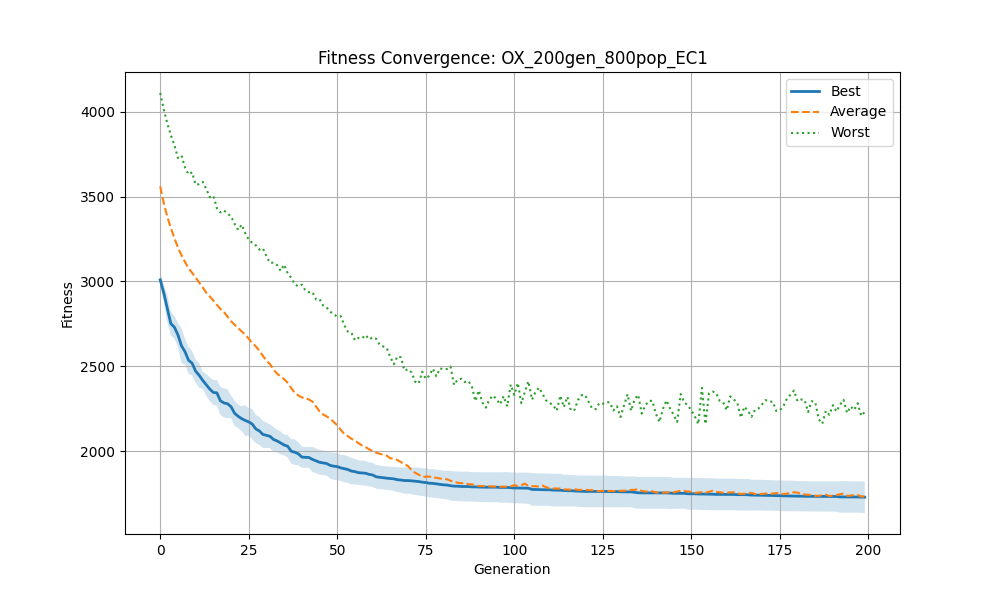 Fitness Convergence: OX_200gen_800pop_EC1
Best
Average
Worst
Fitness
4000
3500
3000
2500
2000
0 25 50 75 100 125 150 175 200
Generation